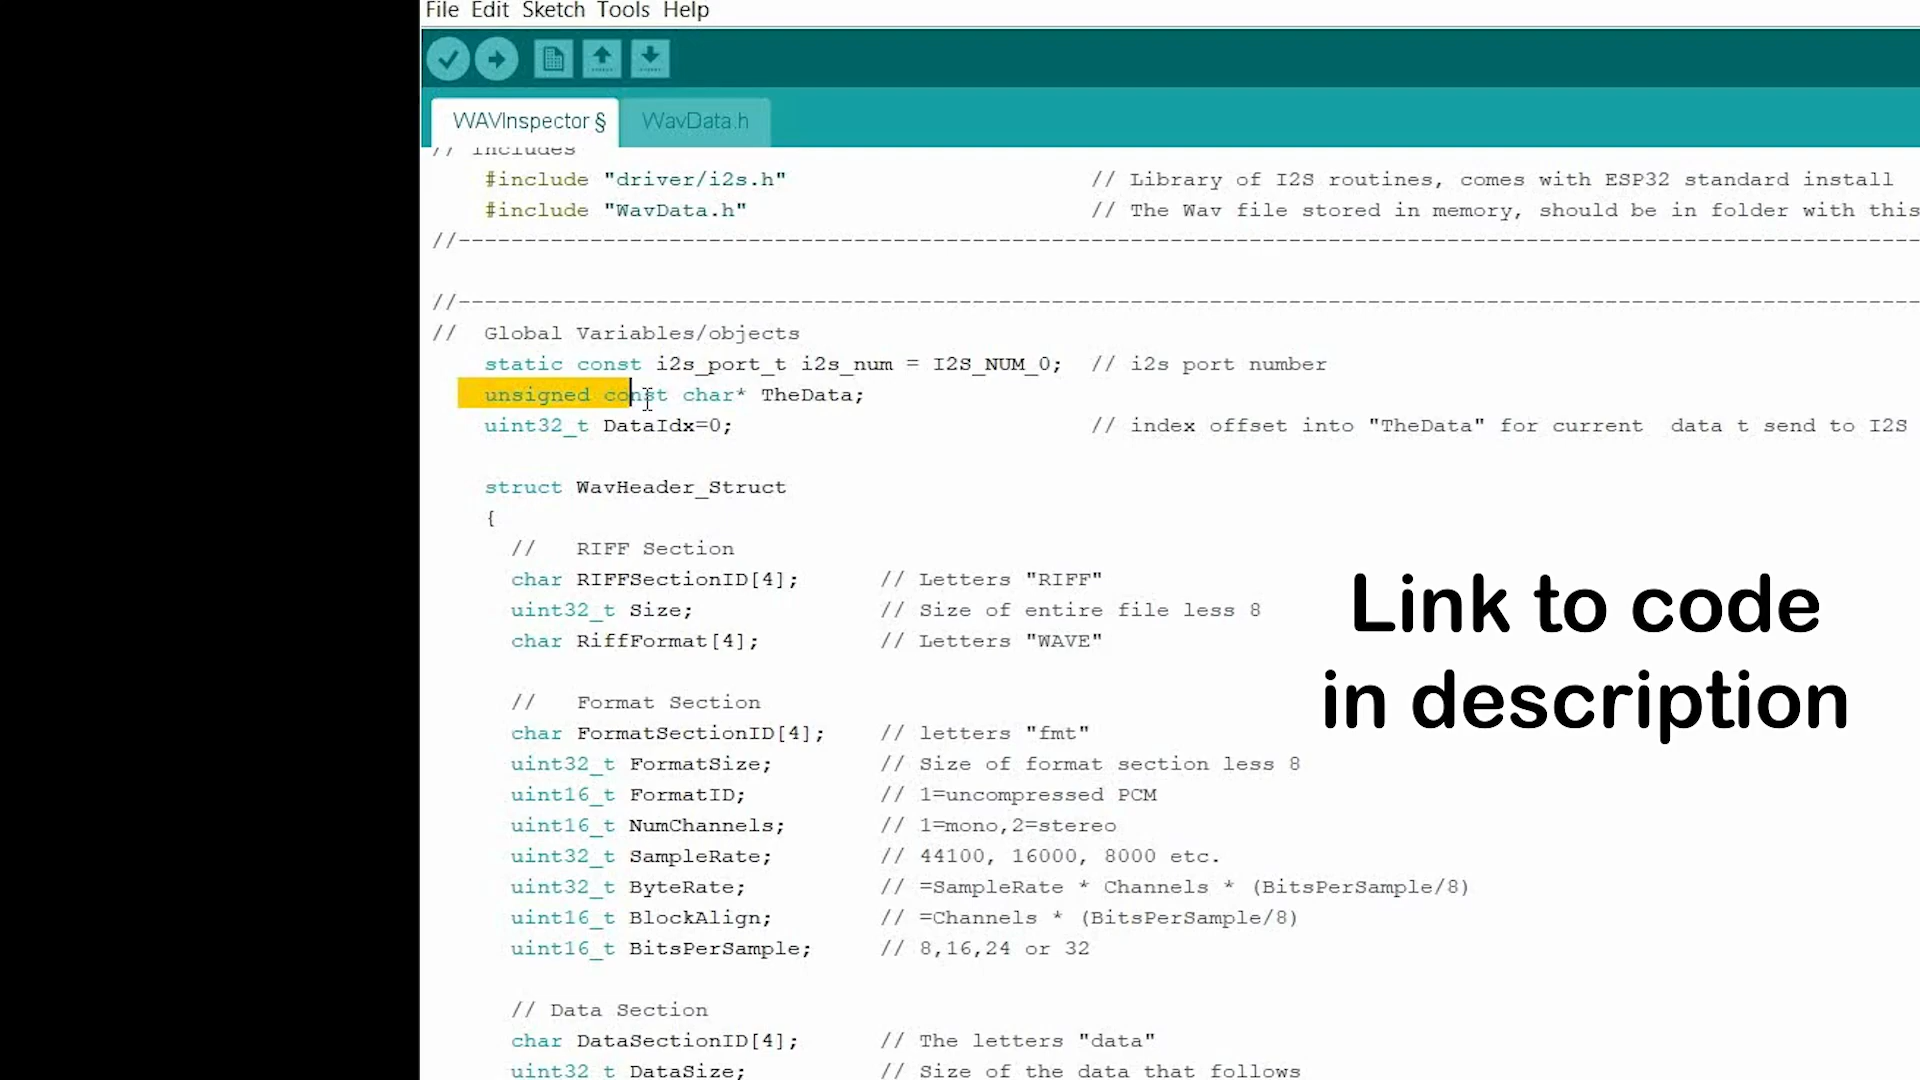 File Edit Sketch Tools Help
WAVInspector § WavData.h
// Includes
#include "driver/i2s.h" // Library of I2S routines, comes with ESP32 standard install
#include "WavData.h" // The Wav file stored in memory, should be in folder with this
//------------------------------------------------------------------------------------------------------------------
//------------------------------------------------------------------------------------------------------------------
// Global Variables/objects
static const i2s_port_t i2s_num = I2S_NUM_0; // i2s port number
unsigned const char* TheData;
uint32_t DataIdx=0; // index offset into "TheData" for current data t send to I2S
struct WavHeader_Struct
{
// RIFF Section
char RIFFSectionID[4]; // Letters "RIFF"
uint32_t Size; // Size of entire file less 8
char RiffFormat[4]; // Letters "WAVE"
// Format Section
char FormatSectionID[4]; // letters "fmt"
uint32_t FormatSize; // Size of format section less 8
uint16_t FormatID; // 1=uncompressed PCM
uint16_t NumChannels; // 1=mono,2=stereo
uint32_t SampleRate; // 44100, 16000, 8000 etc.
uint32_t ByteRate; // =SampleRate * Channels * (BitsPerSample/8)
uint16_t BlockAlign; // =Channels * (BitsPerSample/8)
uint16_t BitsPerSample; // 8,16,24 or 32
// Data Section
char DataSectionID[4]; // The letters "data"
uint32_t DataSize; // Size of the data that follows
Link to code
in description